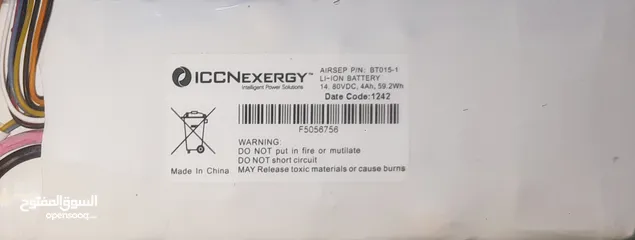 ICCNEXERGY™
Intelligent Power Solutions
AIRSEP P/N: BT015-1
LI-ION BATTERY
14.80VDC, 4Ah, 59.2Wh
Date Code:1242
F5056756
WARNING:
DO NOT put in fire or mutilate
DO NOT short circuit
MAY Release toxic materials or cause burns
Made In China
السوق المفتوح
opensooq.com